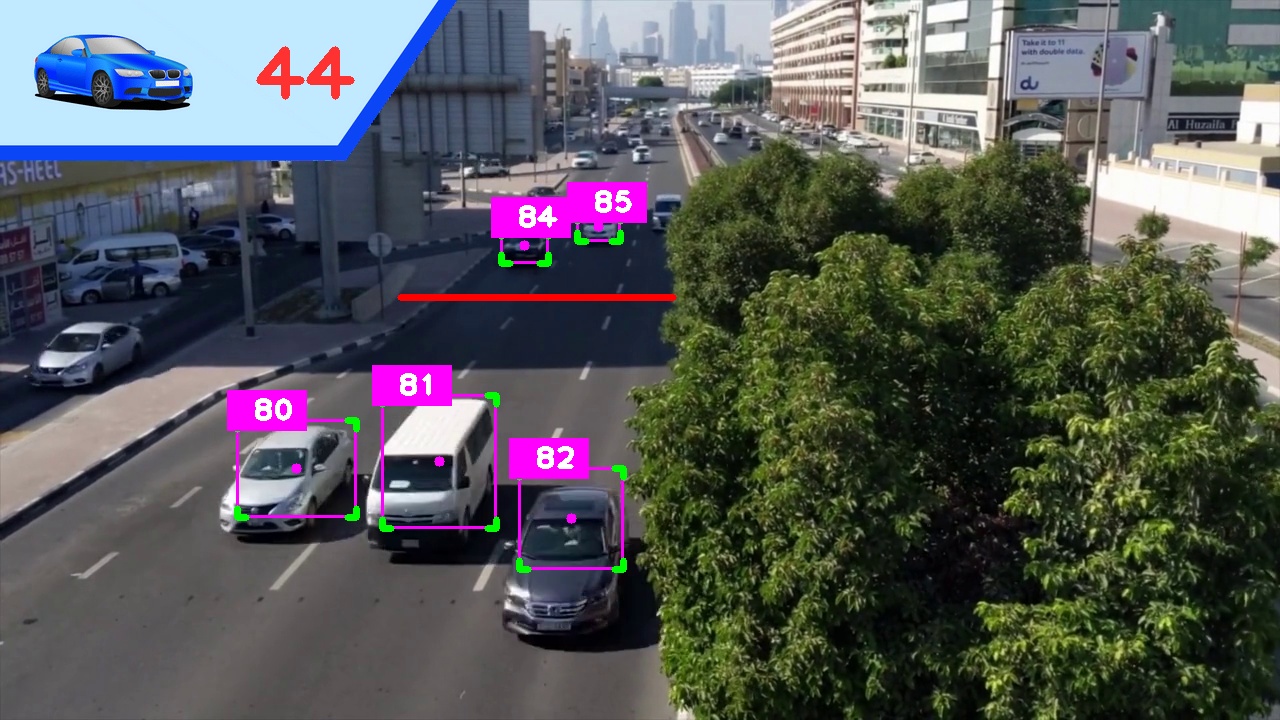 44
AS-HEEL
Take it to 11
with double data.
du
Al Huzaifa
85
84
81
80
82